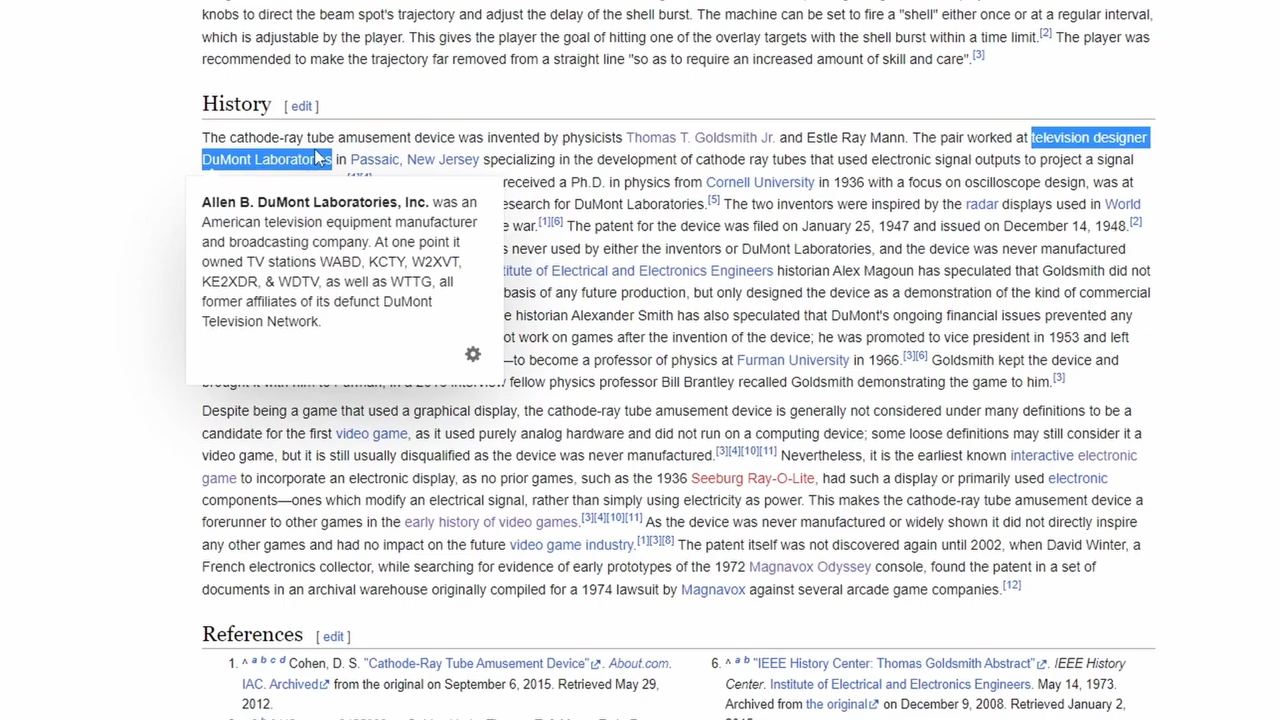 knobs to direct the beam spot's trajectory and adjust the delay of the shell burst. The machine can be set to fire a "shell" either once or at a regular interval,
which is adjustable by the player. This gives the player the goal of hitting one of the overlay targets with the shell burst within a time limit.[2] The player was
recommended to make the trajectory far removed from a straight line "so as to require an increased amount of skill and care".[3]
History [ edit ]
The cathode-ray tube amusement device was invented by physicists Thomas T. Goldsmith Jr. and Estle Ray Mann. The pair worked at television designer
DuMont Laboratories in Passaic, New Jersey specializing in the development of cathode ray tubes that used electronic signal outputs to project a signal
received a Ph.D. in physics from Cornell University in 1936 with a focus on oscilloscope design, was at
esearch for DuMont Laboratories.[5] The two inventors were inspired by the radar displays used in World
e war.[1][6] The patent for the device was filed on January 25, 1947 and issued on December 14, 1948.[2]
s never used by either the inventors or DuMont Laboratories, and the device was never manufactured
titute of Electrical and Electronics Engineers historian Alex Magoun has speculated that Goldsmith did not
basis of any future production, but only designed the device as a demonstration of the kind of commercial
e historian Alexander Smith has also speculated that DuMont's ongoing financial issues prevented any
ot work on games after the invention of the device; he was promoted to vice president in 1953 and left
—to become a professor of physics at Furman University in 1966.[3][6] Goldsmith kept the device and
fellow physics professor Bill Brantley recalled Goldsmith demonstrating the game to him.[3]
Allen B. DuMont Laboratories, Inc. was an
American television equipment manufacturer
and broadcasting company. At one point it
owned TV stations WABD, KCTY, W2XVT,
KE2XDR, & WDTV, as well as WTTG, all
former affiliates of its defunct DuMont
Television Network.
Despite being a game that used a graphical display, the cathode-ray tube amusement device is generally not considered under many definitions to be a
candidate for the first video game, as it used purely analog hardware and did not run on a computing device; some loose definitions may still consider it a
video game, but it is still usually disqualified as the device was never manufactured.[3][4][10][11] Nevertheless, it is the earliest known interactive electronic
game to incorporate an electronic display, as no prior games, such as the 1936 Seeburg Ray-O-Lite, had such a display or primarily used electronic
components—ones which modify an electrical signal, rather than simply using electricity as power. This makes the cathode-ray tube amusement device a
forerunner to other games in the early history of video games.[3][4][10][11] As the device was never manufactured or widely shown it did not directly inspire
any other games and had no impact on the future video game industry.[1][3][8] The patent itself was not discovered again until 2002, when David Winter, a
French electronics collector, while searching for evidence of early prototypes of the 1972 Magnavox Odyssey console, found the patent in a set of
documents in an archival warehouse originally compiled for a 1974 lawsuit by Magnavox against several arcade game companies.[12]
References [ edit ]
1. ^ a b c d Cohen, D. S. "Cathode-Ray Tube Amusement Device". About.com.
IAC. Archived from the original on September 6, 2015. Retrieved May 29,
2012.
6. ^ a b "IEEE History Center: Thomas Goldsmith Abstract". IEEE History
Center. Institute of Electrical and Electronics Engineers. May 14, 1973.
Archived from the original on December 9, 2008. Retrieved January 2,